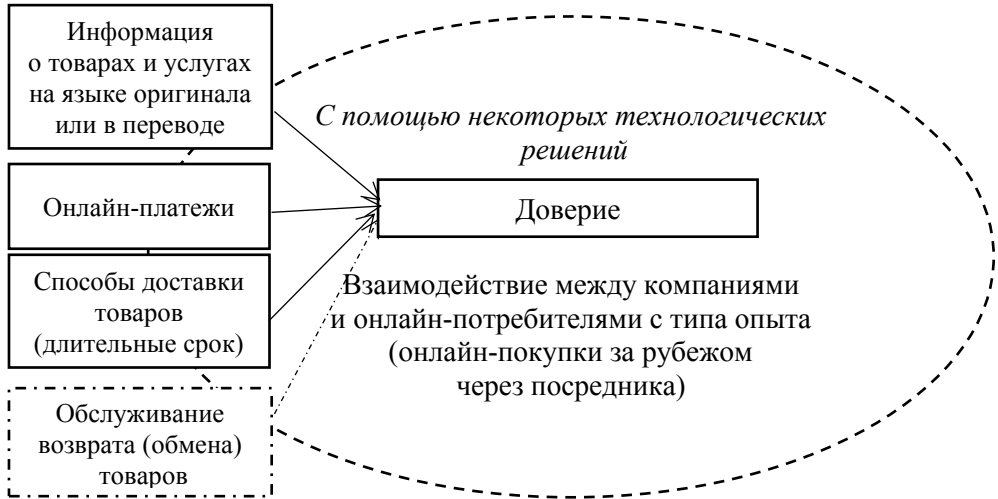 Информация
о товарах и услугах
на языке оригинала
или в переводе
Онлайн-платежи
Способы доставки
товаров
(длительные срок)
Обслуживание
возврата (обмена)
товаров
С помощью некоторых технологических
решений
Доверие
Взаимодействие между компаниями
и онлайн-потребителями с типа опыта
(онлайн-покупки за рубежом
через посредника)